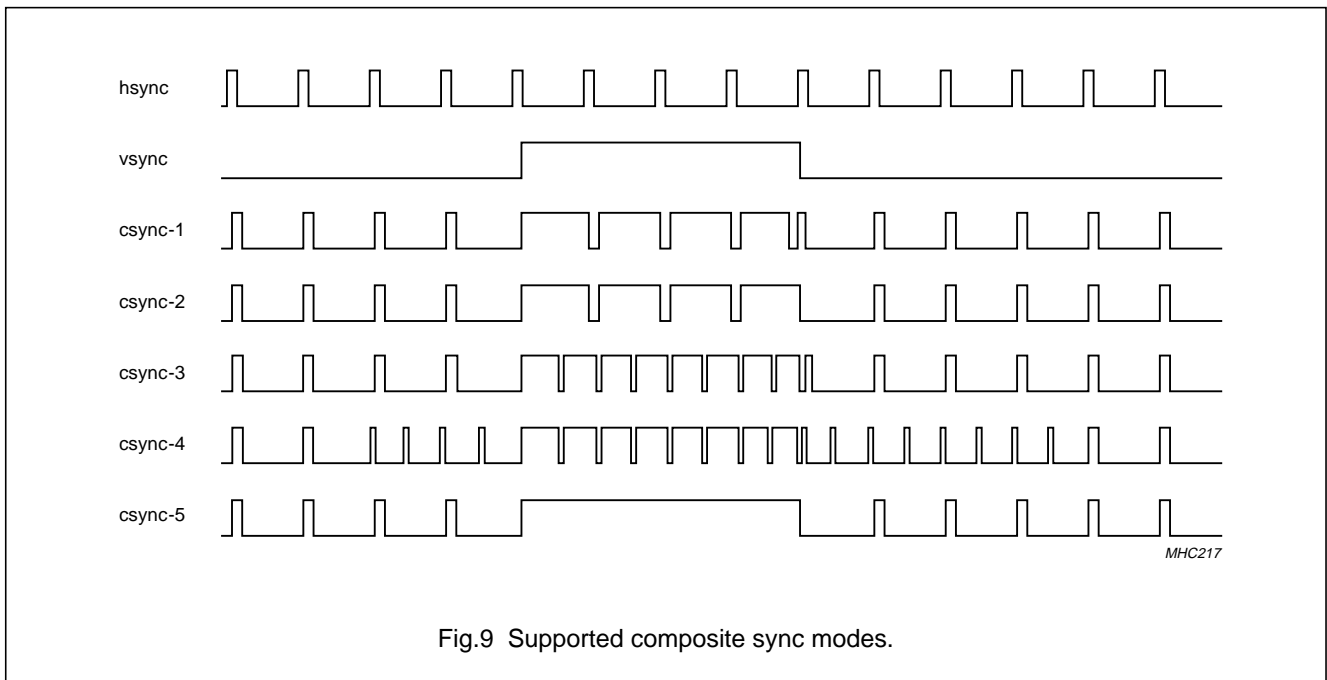 hsync
vsync
csync-1
csync-2
csync-3
csync-4
csync-5
MHC217
Fig.9 Supported composite sync modes.